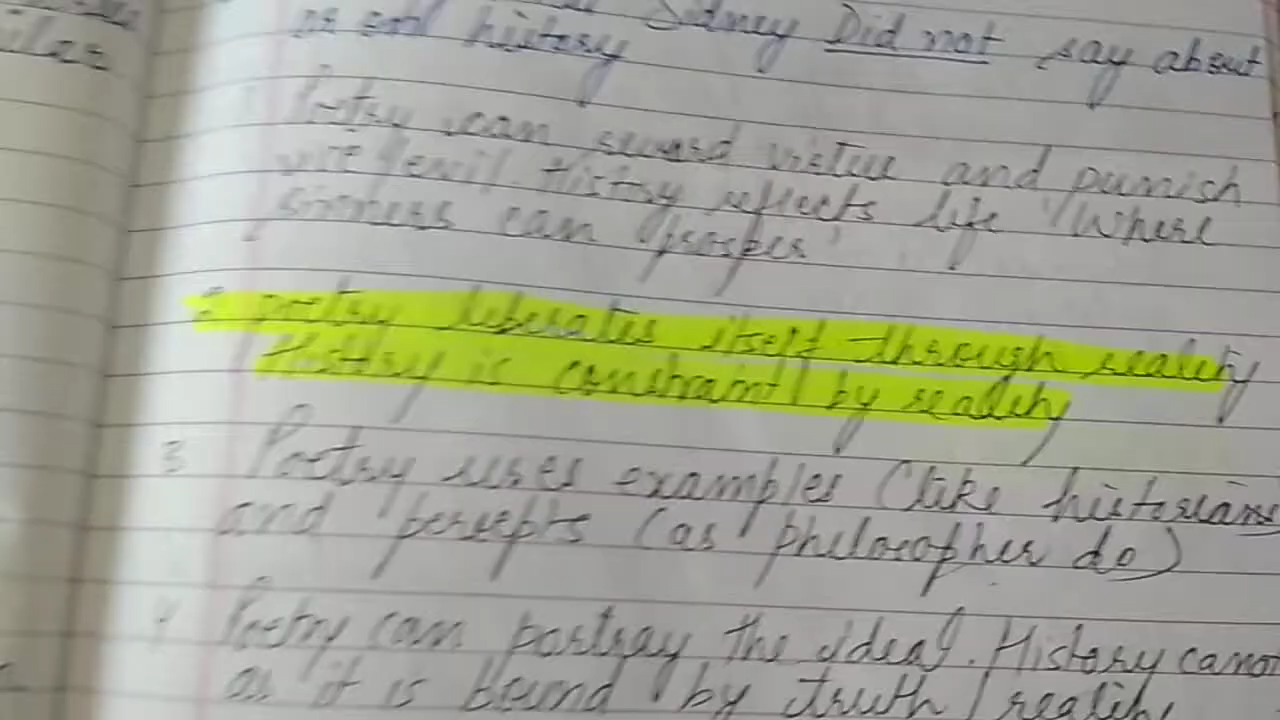 Sidney Did not say about
history
Poetry can reward virtue and punish
vice / evil. History reflects life "Where
sinners can 'prosper'
2 poetry liberates itself through reality
History is constraint by reality
3 Poetry uses examples (like historians
and percepts (as philosopher do)
4 Poetry can portray the ideal. History cannot
as it is bound by truth / reality